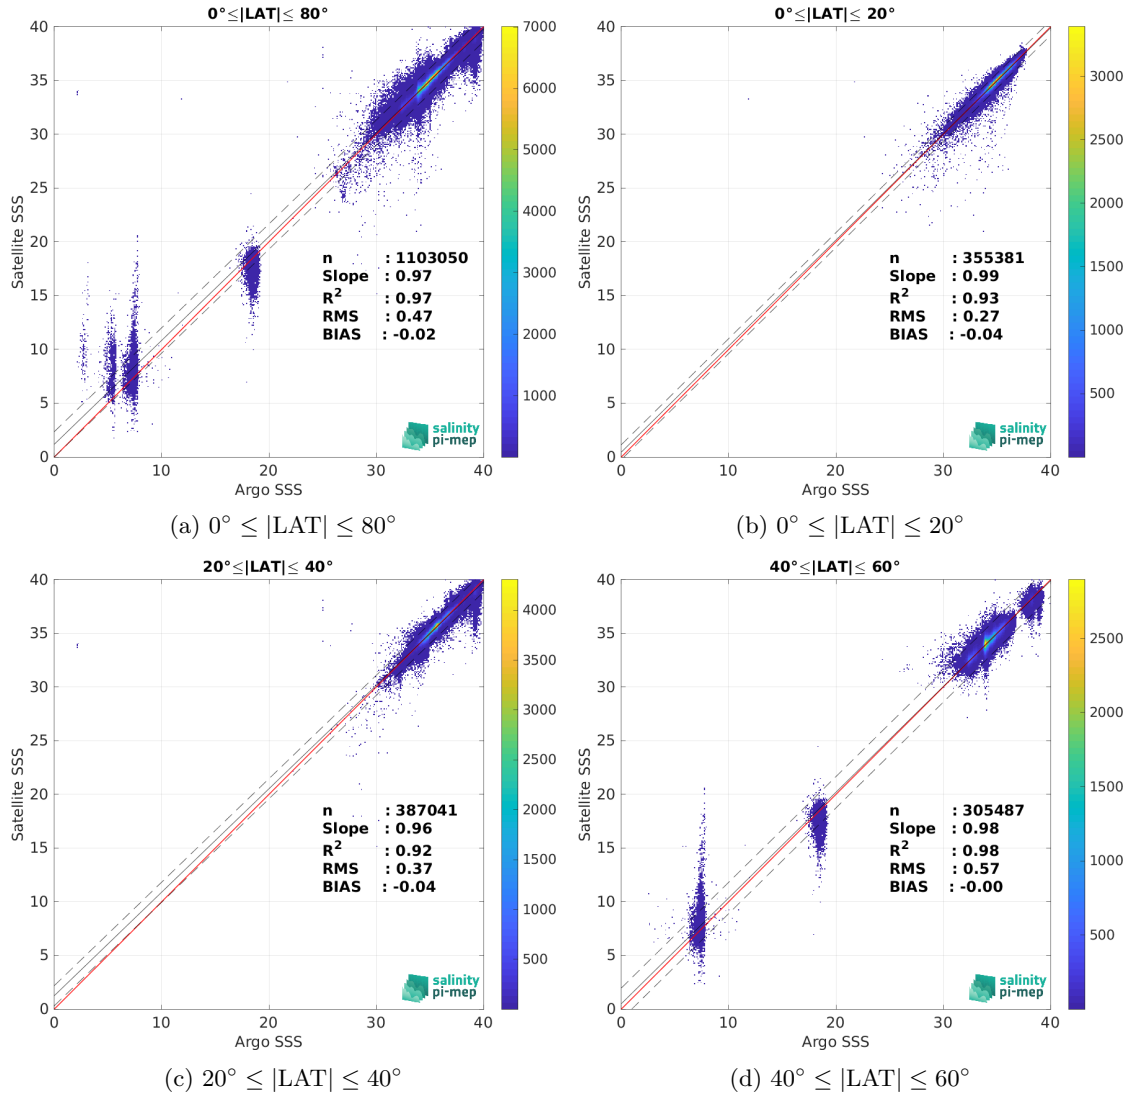 0°≤|LAT|≤ 80°
Satellite SSS
40
35
30
25
20
15
10
5
0
0
10
20
30
40
Argo SSS
7000
6000
5000
4000
3000
2000
1000
n : 1103050
Slope : 0.97
R² : 0.97
RMS : 0.47
BIAS : -0.02
salinity
pi-mep
(a) 0° ≤ |LAT| ≤ 80°
0°≤|LAT|≤ 20°
Satellite SSS
40
35
30
25
20
15
10
5
0
0
10
20
30
40
Argo SSS
3000
2500
2000
1500
1000
500
n : 355381
Slope : 0.99
R² : 0.93
RMS : 0.27
BIAS : -0.04
salinity
pi-mep
(b) 0° ≤ |LAT| ≤ 20°
20°≤|LAT|≤ 40°
Satellite SSS
40
35
30
25
20
15
10
5
0
0
10
20
30
40
Argo SSS
4000
3500
3000
2500
2000
1500
1000
500
n : 387041
Slope : 0.96
R² : 0.92
RMS : 0.37
BIAS : -0.04
salinity
pi-mep
(c) 20° ≤ |LAT| ≤ 40°
40°≤|LAT|≤ 60°
Satellite SSS
40
35
30
25
20
15
10
5
0
0
10
20
30
40
Argo SSS
2500
2000
1500
1000
500
n : 305487
Slope : 0.98
R² : 0.98
RMS : 0.57
BIAS : -0.00
salinity
pi-mep
(d) 40° ≤ |LAT| ≤ 60°